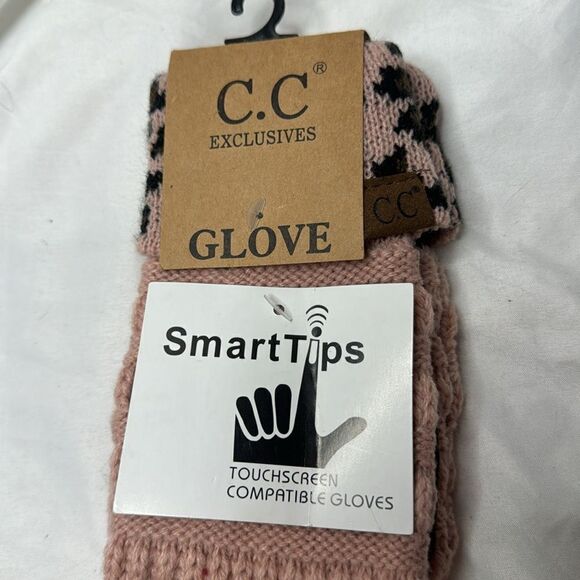 C.C®
EXCLUSIVES
C.C®
GLOVE
SmartTips
TOUCHSCREEN
COMPATIBLE GLOVES